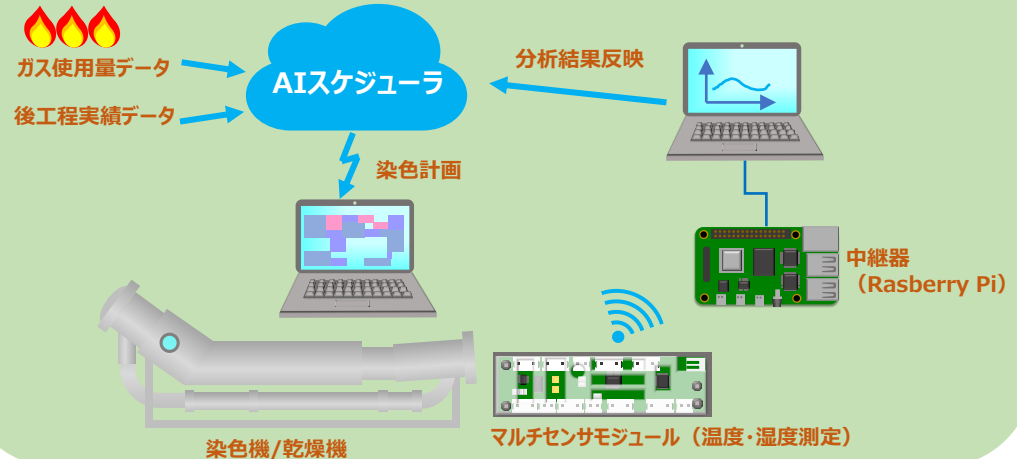 ガス使用量データ
後工程実績データ
AIスケジューラ
分析結果反映
染色計画
中継器
（Rasberry Pi）
マルチセンサモジュール（温度・湿度測定）
染色機/乾燥機